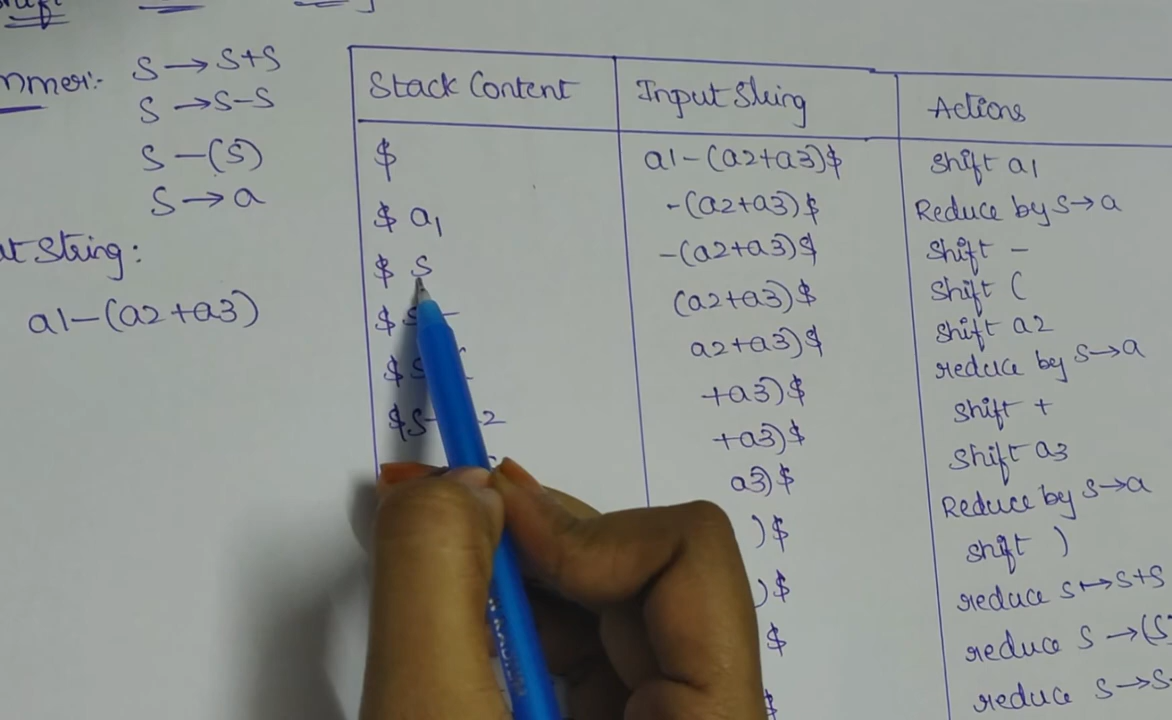 S → S+S
S → S-S
S - (S)
S → a
mmer:-
at String:
a1-(a2+a3)
Stack Content
Input String
Actions
$
a1-(a2+a3)$
Shift a1
$ a1
-(a2+a3)$
Reduce by S→a
$ S
-(a2+a3)$
Shift -
$S-
(a2+a3)$
Shift (
$S
a2+a3)$
Shift a2
$S- 2
+a3)$
reduce by S→a
+a3)$
Shift +
a3)$
Shift a3
)$
Reduce by S→a
)$
Shift )
$
reduce S→S+S
$
reduce S→(S
reduce S→S